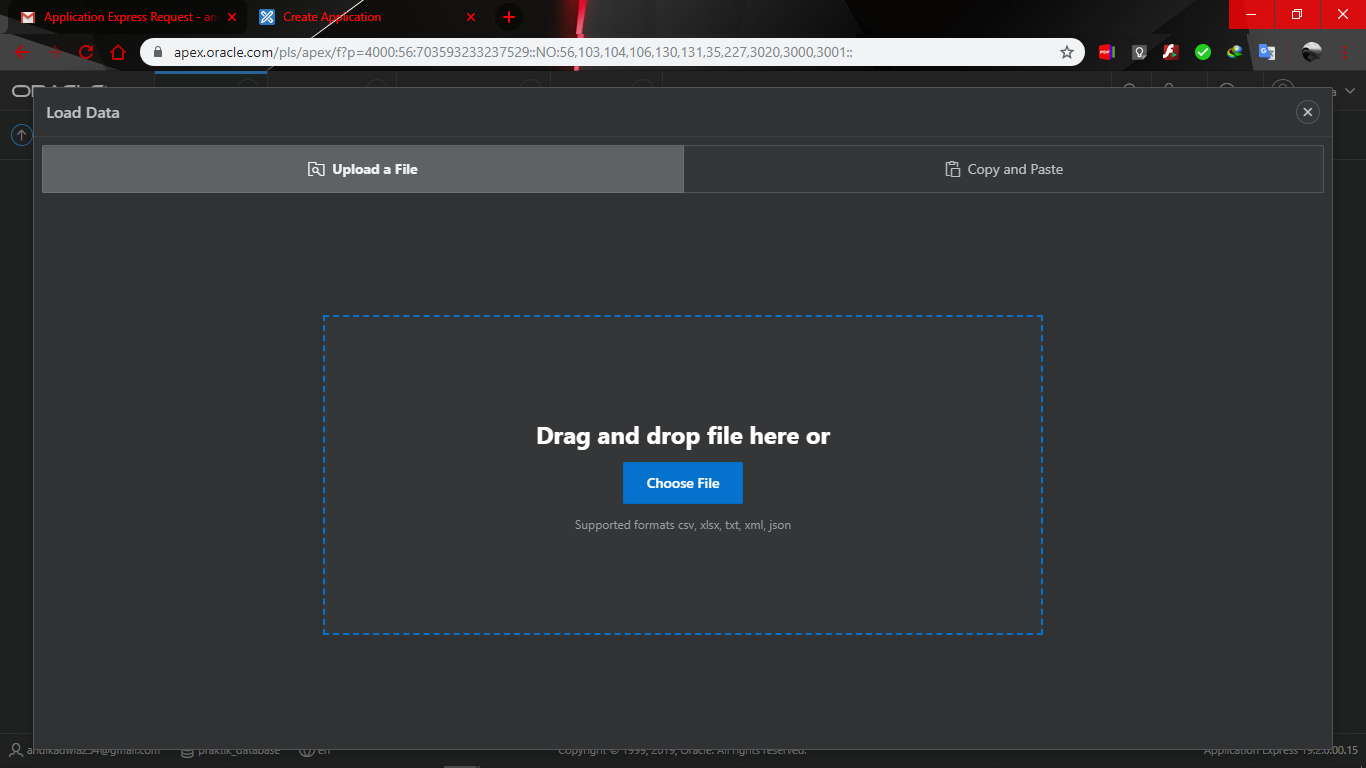 Application Express Request - an
Create Application
apex.oracle.com/pls/apex/f?p=4000:56:703593233237529::NO:56,103,104,106,130,131,35,227,3020,3000,3001::
Load Data
Upload a File
Copy and Paste
Drag and drop file here or
Choose File
Supported formats csv, xlsx, txt, xml, json
andikadwia234@gmail.com praktik_database en
Copyright © 1999, 2019, Oracle. All rights reserved.
Application Express 19.2.0.00.15